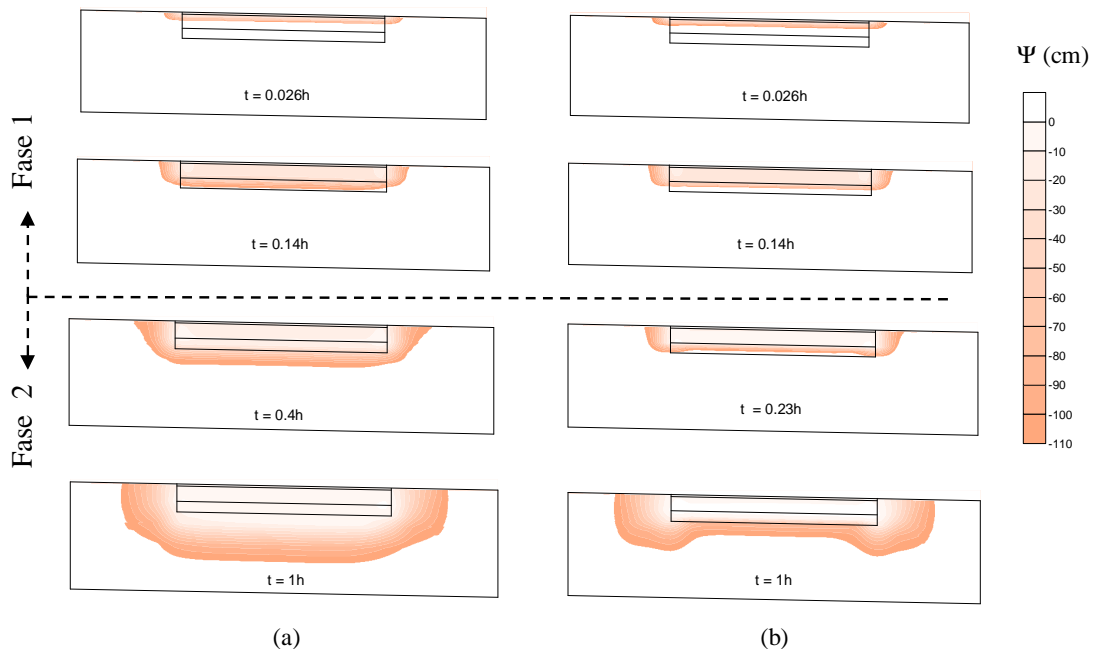 Ψ (cm)
0
-10
-20
-30
-40
-50
-60
-70
-80
-90
-100
-110
Fase 1
t = 0.026h
t = 0.026h
t = 0.14h
t = 0.14h
Fase 2
t = 0.4h
t = 0.23h
t = 1h
t = 1h
(a)
(b)